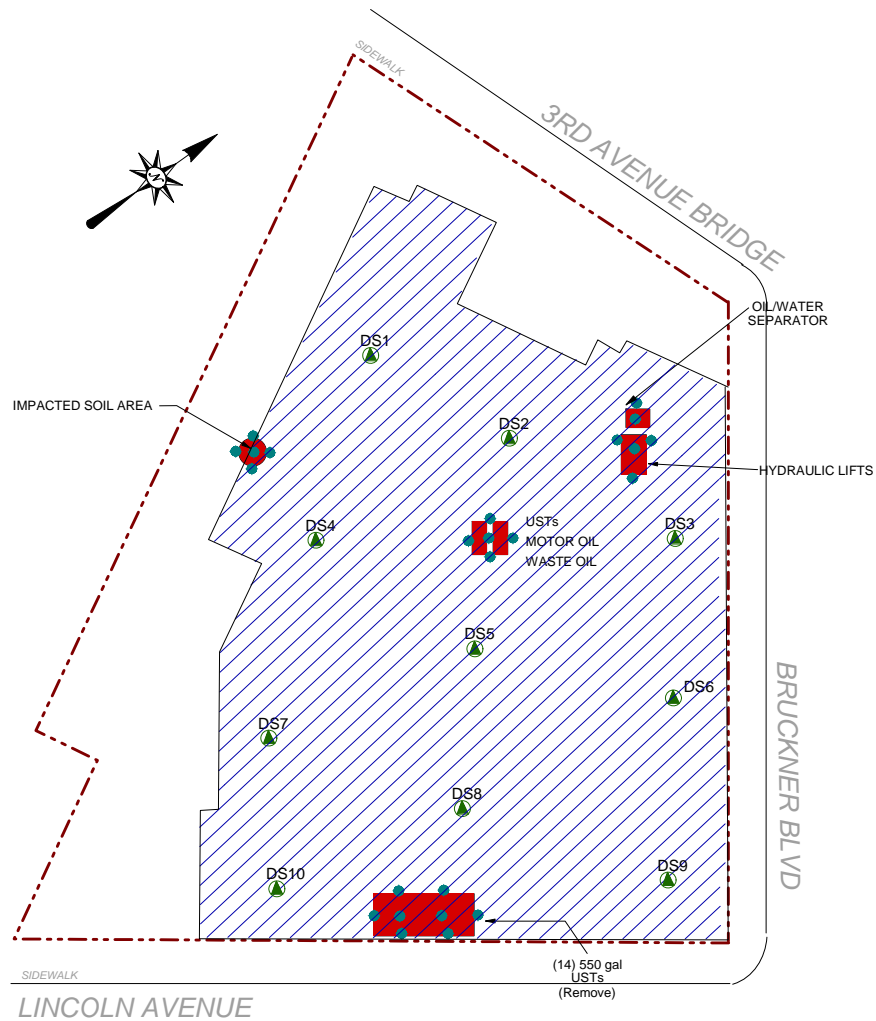 SIDEWALK
3RD AVENUE BRIDGE
N
OIL/WATER
SEPARATOR
DS1
IMPACTED SOIL AREA
DS2
HYDRAULIC LIFTS
DS4
USTs
MOTOR OIL
WASTE OIL
DS3
DS5
DS6
BRUCKNER BLVD
DS7
DS8
DS10
DS9
(14) 550 gal
USTs
(Remove)
SIDEWALK
LINCOLN AVENUE